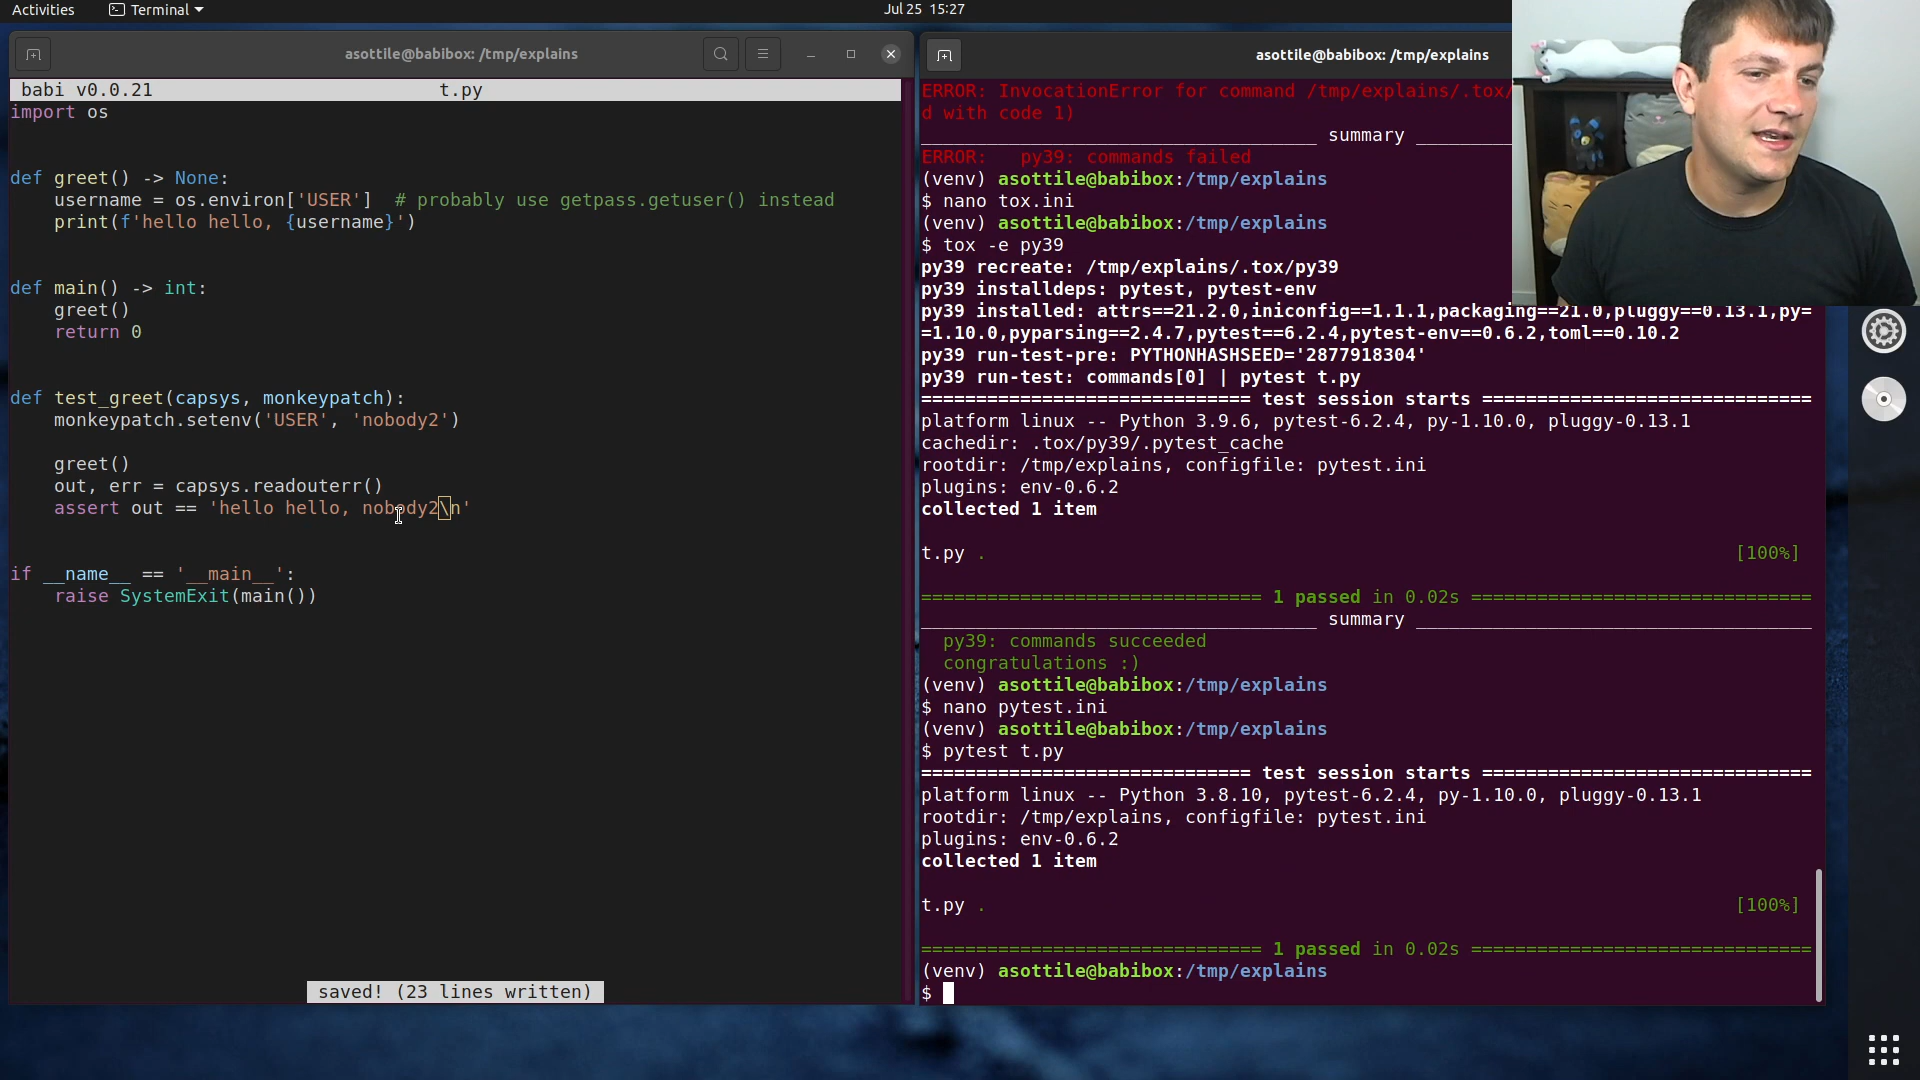 Activities
Terminal
Jul 25 15:27
asottile@babibox: /tmp/explains
babi v0.0.21 t.py
import os
def greet() -> None:
username = os.environ['USER']  # probably use getpass.getuser() instead
print(f'hello hello, {username}')
def main() -> int:
greet()
return 0
def test_greet(capsys, monkeypatch):
monkeypatch.setenv('USER', 'nobody2')
greet()
out, err = capsys.readouterr()
assert out == 'hello hello, nobody2\n'
if __name__ == '__main__':
raise SystemExit(main())
saved! (23 lines written)
asottile@babibox: /tmp/explains
ERROR: InvocationError for command /tmp/explains/.tox/
d with code 1)
summary
ERROR:   py39: commands failed
(venv) asottile@babibox:/tmp/explains
$ nano tox.ini
(venv) asottile@babibox:/tmp/explains
$ tox -e py39
py39 recreate: /tmp/explains/.tox/py39
py39 installdeps: pytest, pytest-env
py39 installed: attrs==21.2.0,iniconfig==1.1.1,packaging==21.0,pluggy==0.13.1,py=
=1.10.0,pyparsing==2.4.7,pytest==6.2.4,pytest-env==0.6.2,toml==0.10.2
py39 run-test-pre: PYTHONHASHSEED='2877918304'
py39 run-test: commands[0] | pytest t.py
============================== test session starts ==============================
platform linux -- Python 3.9.6, pytest-6.2.4, py-1.10.0, pluggy-0.13.1
cachedir: .tox/py39/.pytest_cache
rootdir: /tmp/explains, configfile: pytest.ini
plugins: env-0.6.2
collected 1 item
t.py . [100%]
=============================== 1 passed in 0.02s ===============================
summary
py39: commands succeeded
congratulations :)
(venv) asottile@babibox:/tmp/explains
$ nano pytest.ini
(venv) asottile@babibox:/tmp/explains
$ pytest t.py
============================== test session starts ==============================
platform linux -- Python 3.8.10, pytest-6.2.4, py-1.10.0, pluggy-0.13.1
rootdir: /tmp/explains, configfile: pytest.ini
plugins: env-0.6.2
collected 1 item
t.py . [100%]
=============================== 1 passed in 0.02s ===============================
(venv) asottile@babibox:/tmp/explains
$